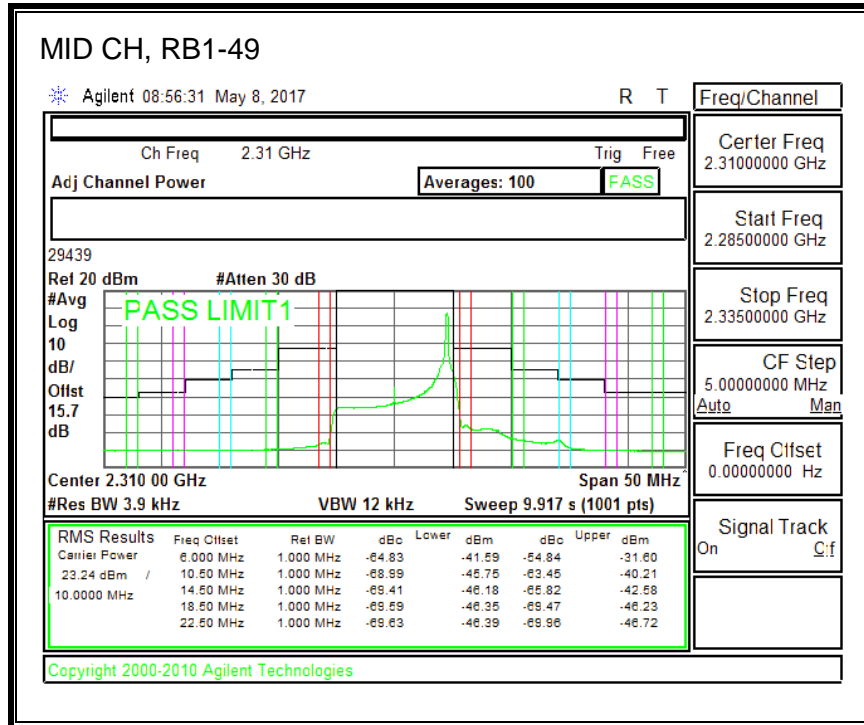 MID CH, RB1-49
Agilent 08:56:31 May 8, 2017 R T
Freq/Channel
Ch Freq 2.31 GHz Trig Free
Adj Channel Power Averages: 100 PASS
Center Freq
2.31000000 GHz
Start Freq
2.28500000 GHz
Stop Freq
2.33500000 GHz
CF Step
5.00000000 MHz
Auto Man
Freq Offset
0.00000000 Hz
Signal Track
On Off
29439
Ref 20 dBm #Atten 30 dB
#Avg
Log
10
dB/
Offst
15.7
dB
PASS LIMIT1
Center 2.310 00 GHz Span 50 MHz
#Res BW 3.9 kHz VBW 12 kHz Sweep 9.917 s (1001 pts)
RMS Results Freq Offset Ref BW dBc Lower dBm dBc Upper dBm
Carrier Power 6.000 MHz 1.000 MHz -64.83 -41.59 -54.84 -31.60
23.24 dBm / 10.50 MHz 1.000 MHz -68.99 -45.75 -63.45 -40.21
10.0000 MHz 14.50 MHz 1.000 MHz -69.41 -46.18 -65.82 -42.58
18.50 MHz 1.000 MHz -69.59 -46.35 -69.47 -46.23
22.50 MHz 1.000 MHz -69.63 -46.39 -69.96 -46.72
Copyright 2000-2010 Agilent Technologies